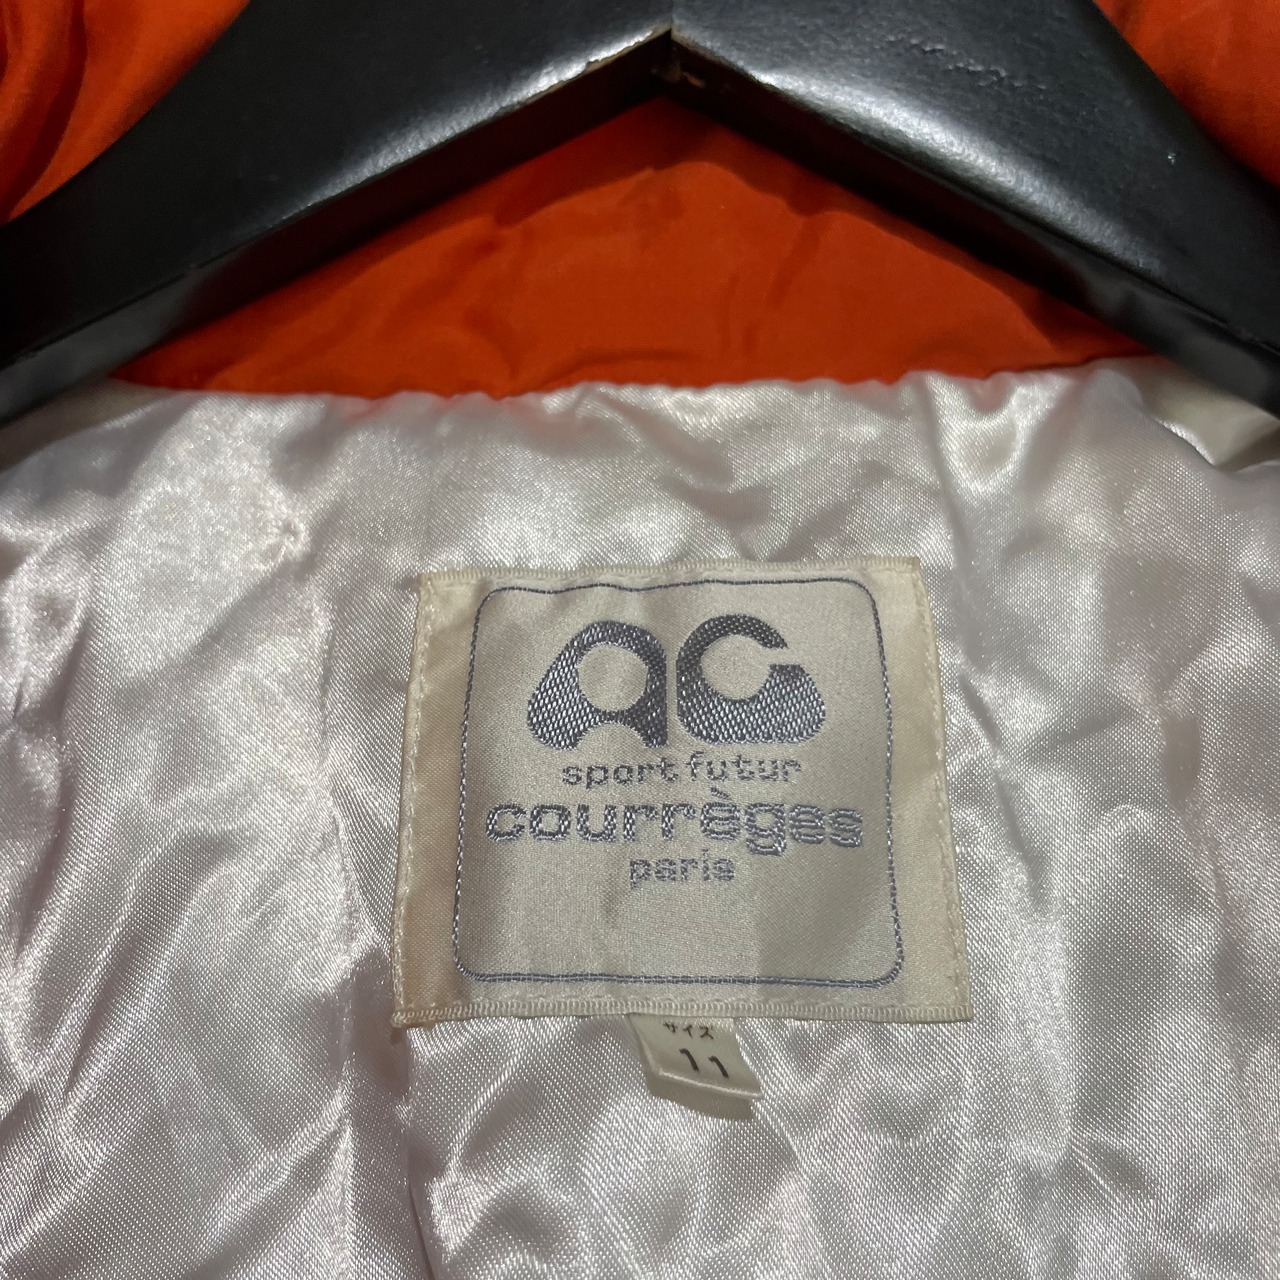 AC
sport futur
courrèges
paris
サイズ
11